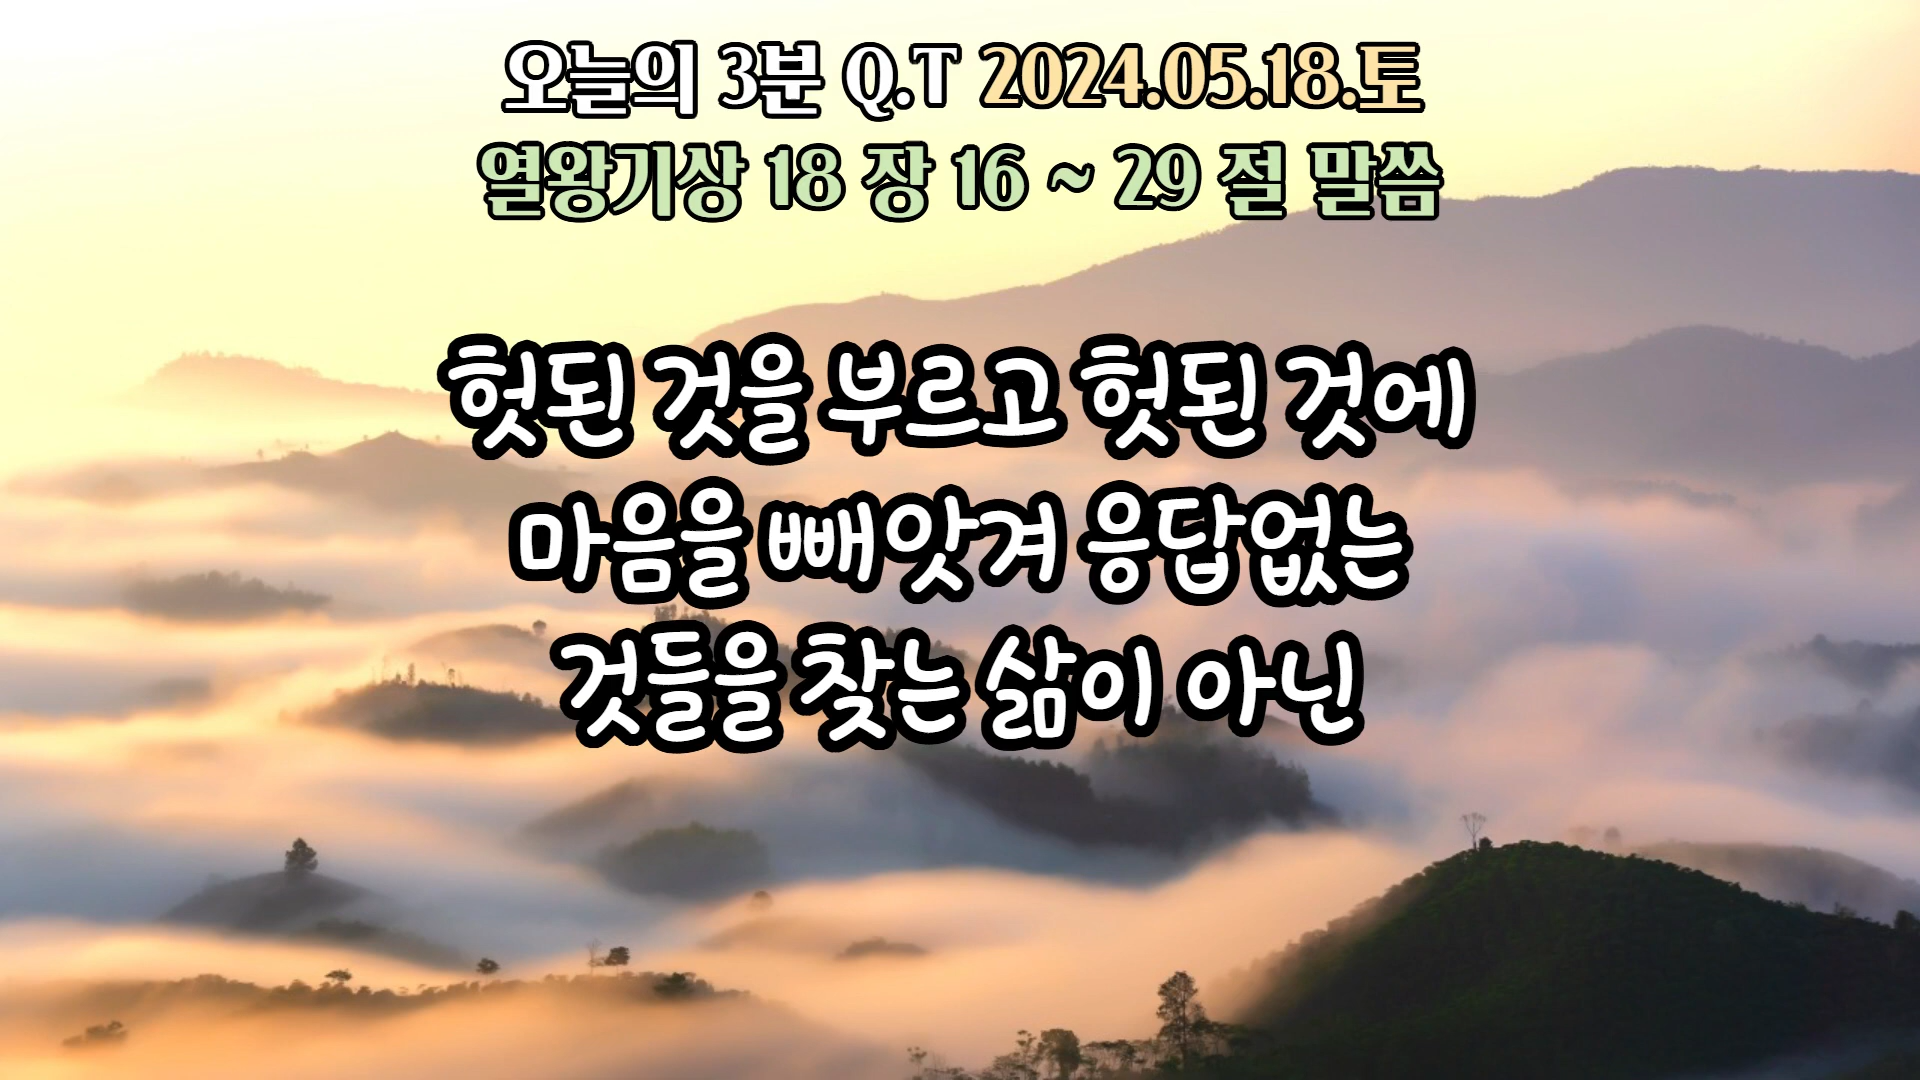 오늘의 3분 Q.T 2024.05.18.토
열왕기상 18 장 16 ~ 29 절 말씀
헛된 것을 부르고 헛된 것에
마음을 빼앗겨 응답없는
것들을 찾는 삶이 아닌